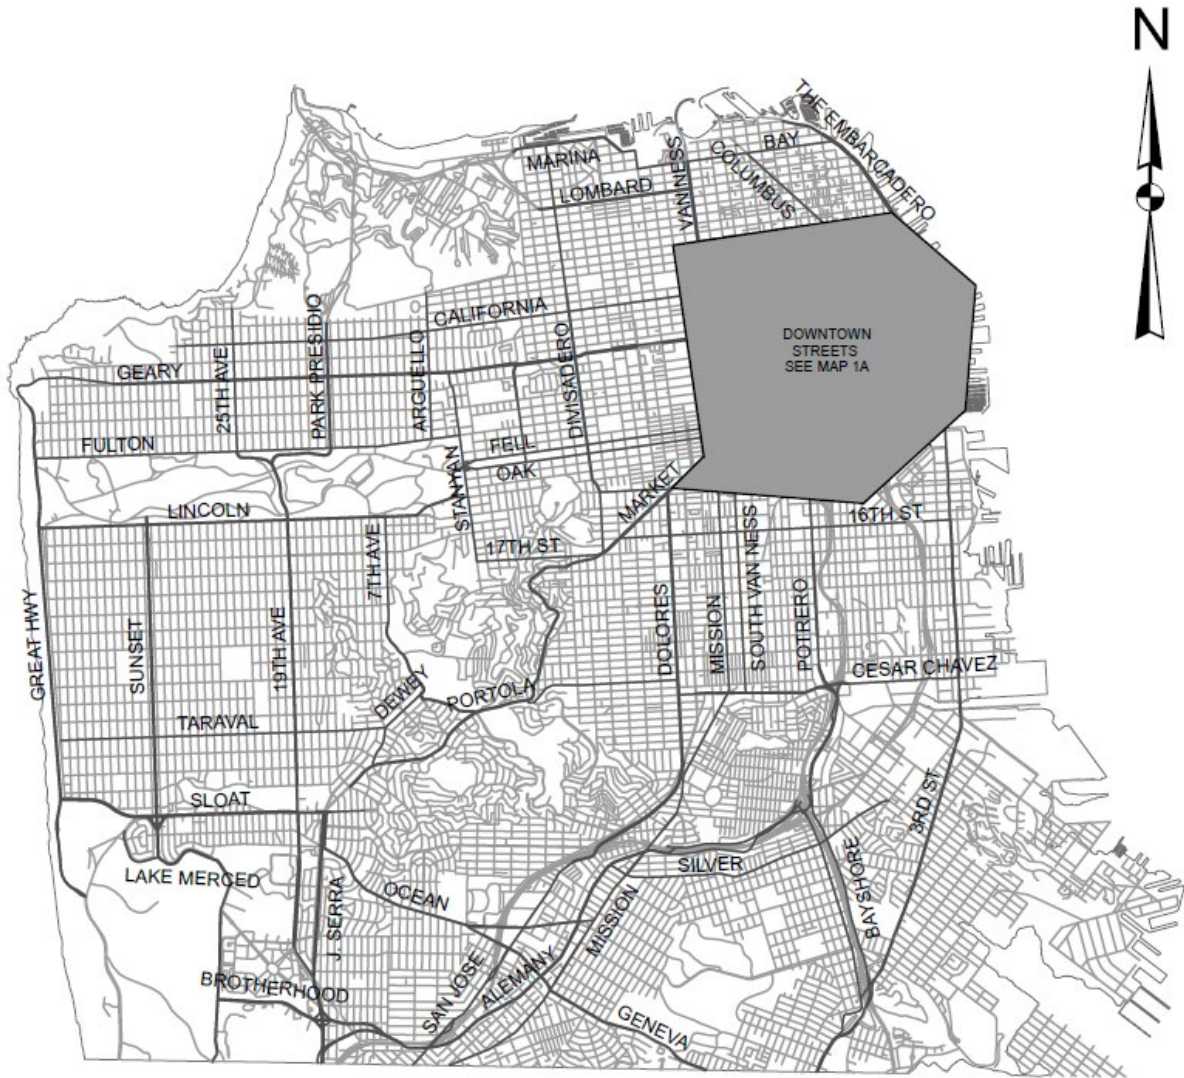 N
THE EMBARCADERO
BAY
COLUMBUS
VAN NESS
MARINA
LOMBARD
CALIFORNIA
DOWNTOWN
STREETS
SEE MAP 1A
GEARY
25TH AVE
PARK PRESIDIO
ARGUELLO
DIVISADERO
FULTON
FELL
OAK
STANYAN
MARKET
LINCOLN
16TH ST
17TH ST
7TH AVE
SOUTH VAN NESS
GREAT HWY
SUNSET
19TH AVE
DOLORES
MISSION
POTRERO
CESAR CHAVEZ
DEWEY
PORTOLA
TARAVAL
SLOAT
3RD ST
SILVER
LAKE MERCED
OCEAN
J. SERRA
BAYSHORE
MISSION
ALEMANY
SAN JOSE
BROTHERHOOD
GENEVA